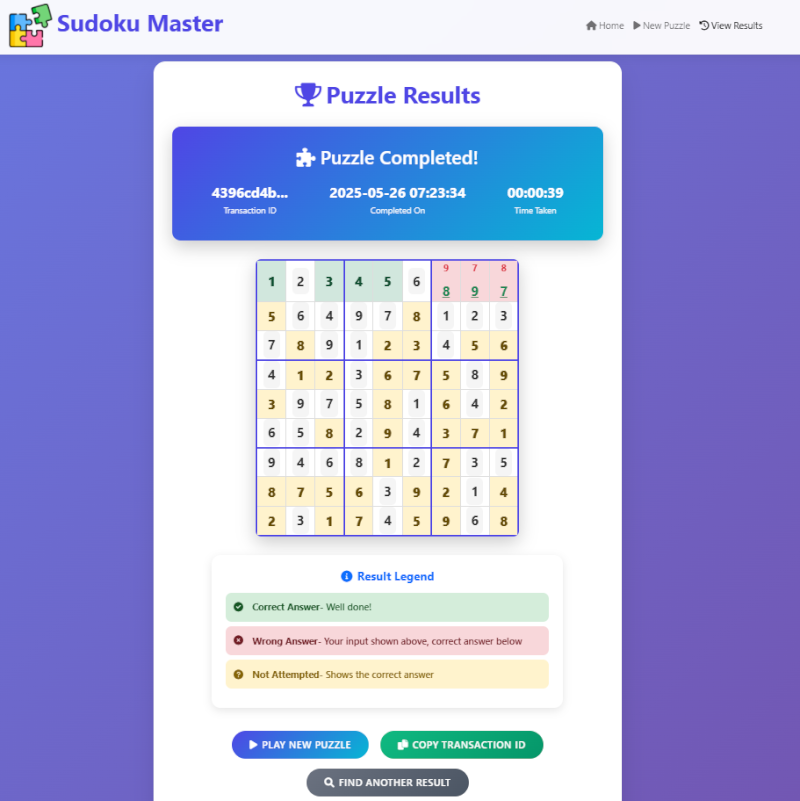 Sudoku Master
Home New Puzzle View Results
Puzzle Results
Puzzle Completed!
4396cd4b... 2025-05-26 07:23:34 00:00:39
Transaction ID Completed On Time Taken
9 7 8
1 2 3 4 5 6 8 9 7
5 6 4 9 7 8 1 2 3
7 8 9 1 2 3 4 5 6
4 1 2 3 6 7 5 8 9
3 9 7 5 8 1 6 4 2
6 5 8 2 9 4 3 7 1
9 4 6 8 1 2 7 3 5
8 7 5 6 3 9 2 1 4
2 3 1 7 4 5 9 6 8
Result Legend
Correct Answer- Well done!
Wrong Answer- Your input shown above, correct answer below
Not Attempted- Shows the correct answer
PLAY NEW PUZZLE COPY TRANSACTION ID
FIND ANOTHER RESULT